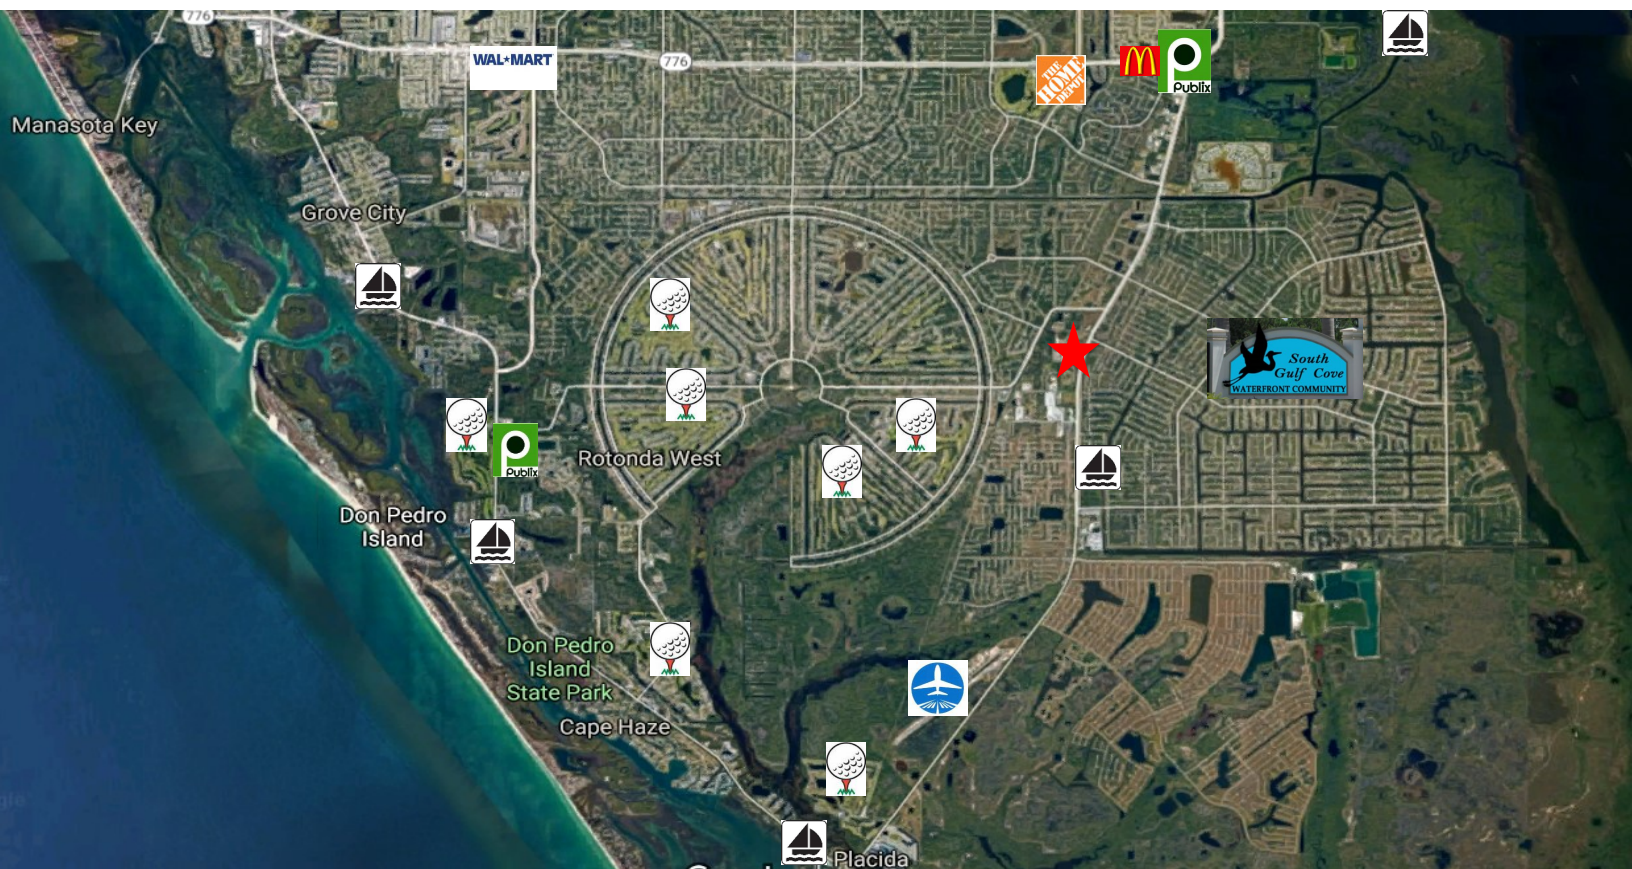 776
WAL★MART
776
THE
HOME
DEPOT
Publix
Manasota Key
Grove City
South
Gulf Cove
WATERFRONT COMMUNITY
Publix
Rotonda West
Don Pedro
Island
Don Pedro
Island
State Park
Cape Haze
Placida